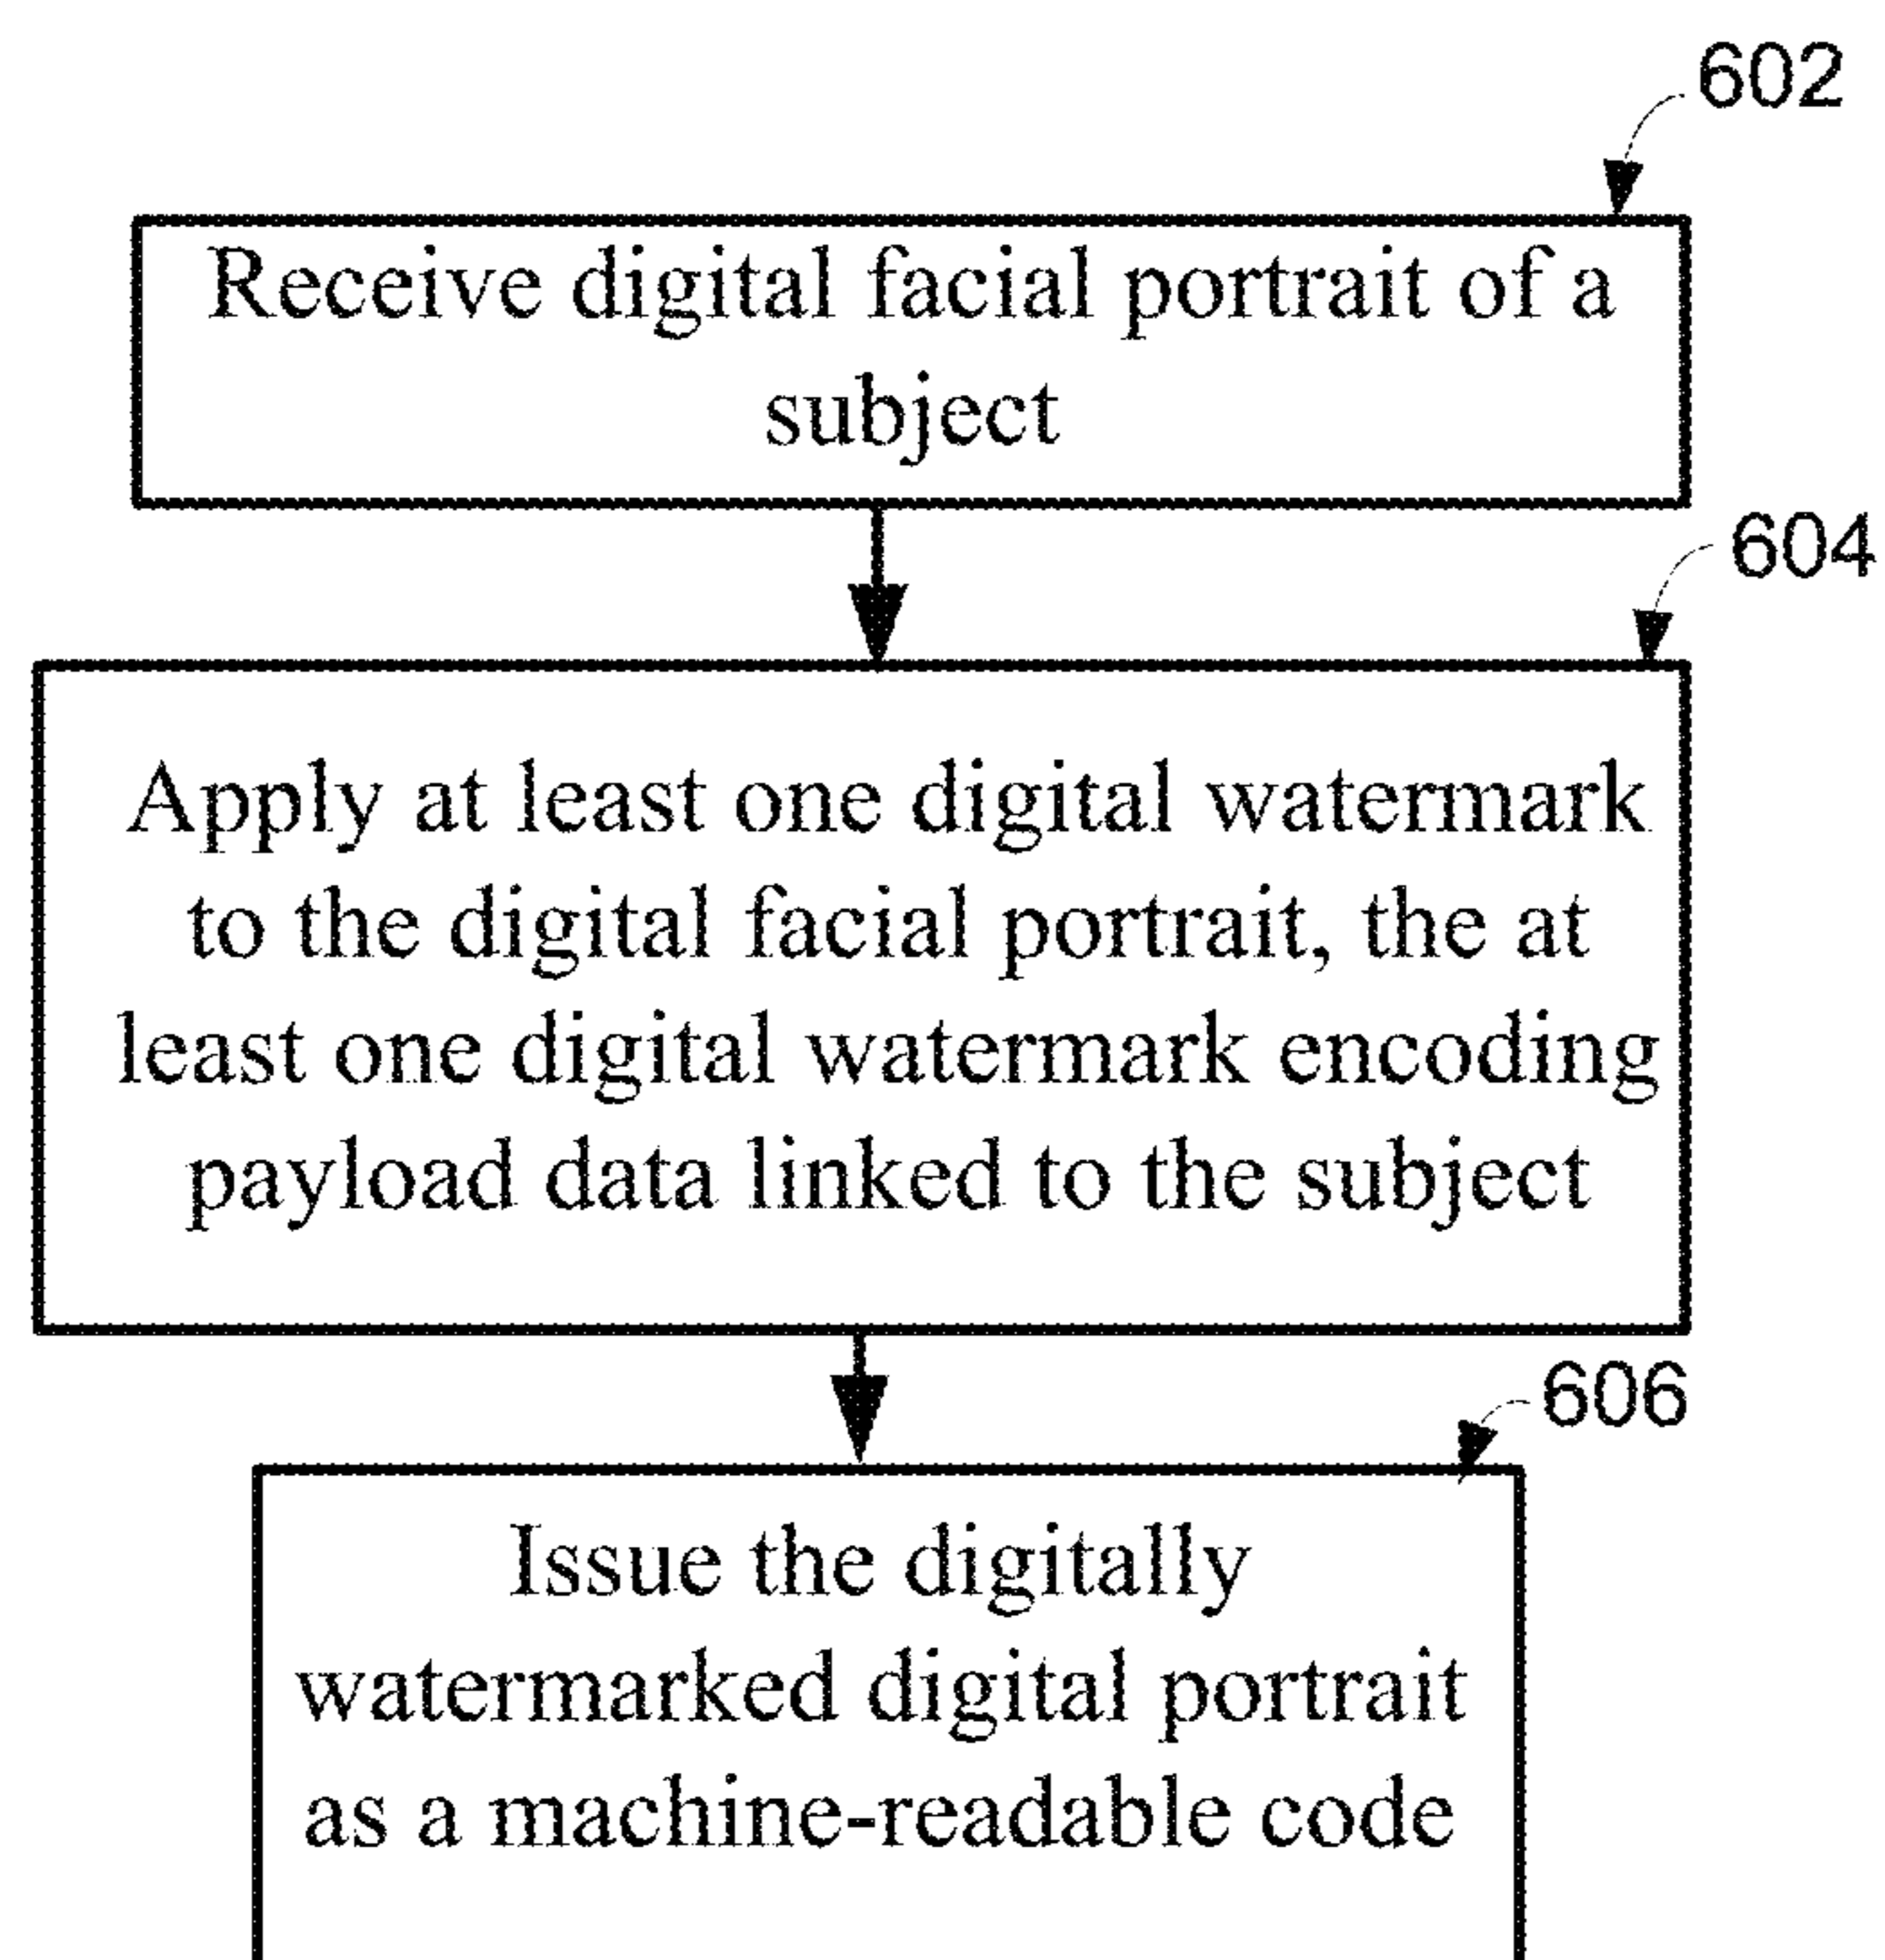 602
Receive digital facial portrait of a
subject
604
Apply at least one digital watermark
to the digital facial portrait, the at
least one digital watermark encoding
payload data linked to the subject
606
Issue the digitally
watermarked digital portrait
as a machine-readable code